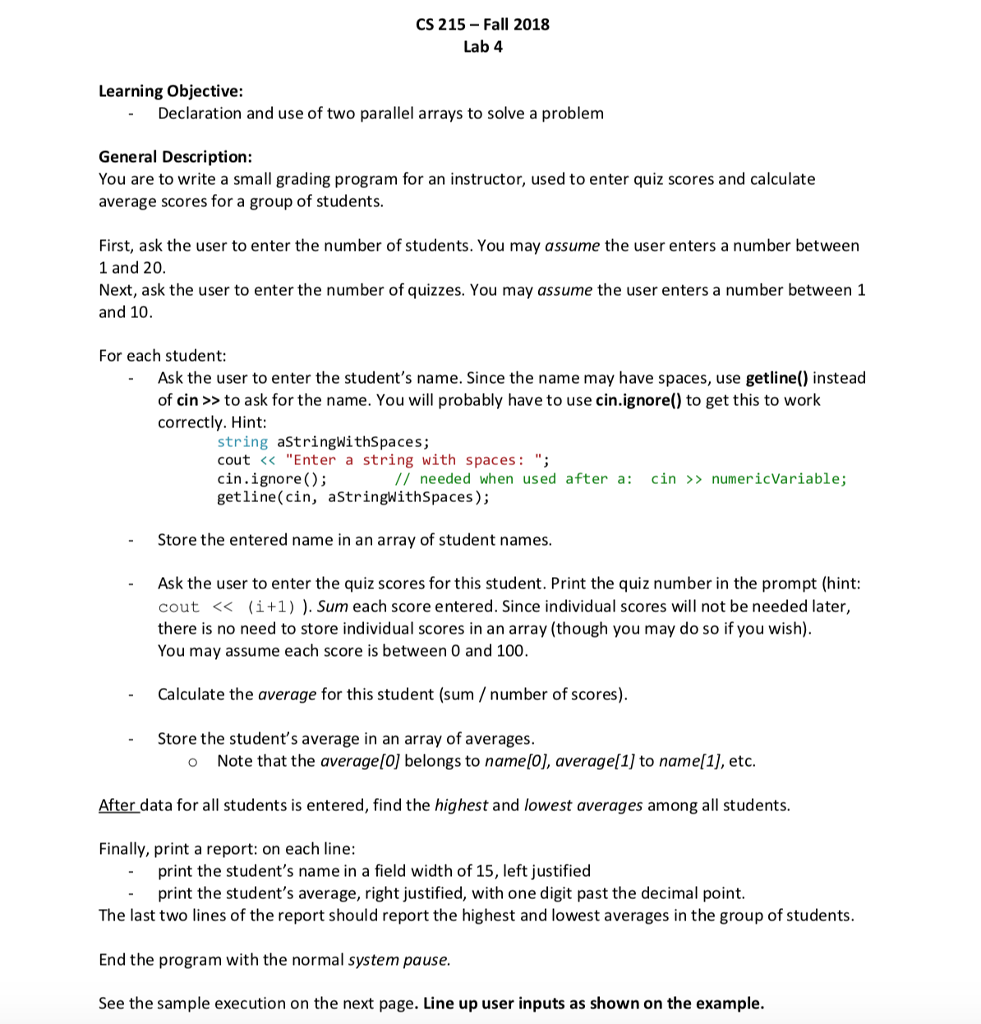 CS 215 – Fall 2018
Lab 4
Learning Objective:
- Declaration and use of two parallel arrays to solve a problem
General Description:
You are to write a small grading program for an instructor, used to enter quiz scores and calculate
average scores for a group of students.
First, ask the user to enter the number of students. You may assume the user enters a number between
1 and 20.
Next, ask the user to enter the number of quizzes. You may assume the user enters a number between 1
and 10.
For each student:
- Ask the user to enter the student's name. Since the name may have spaces, use getline() instead
of cin >> to ask for the name. You will probably have to use cin.ignore() to get this to work
correctly. Hint:
string aStringWithSpaces;
cout << "Enter a string with spaces: ";
cin.ignore(); // needed when used after a: cin >> numericVariable;
getline(cin, aStringWithSpaces);
- Store the entered name in an array of student names.
- Ask the user to enter the quiz scores for this student. Print the quiz number in the prompt (hint:
cout << (i+1) ). Sum each score entered. Since individual scores will not be needed later,
there is no need to store individual scores in an array (though you may do so if you wish).
You may assume each score is between 0 and 100.
- Calculate the average for this student (sum / number of scores).
- Store the student's average in an array of averages.
o Note that the average[0] belongs to name[0], average[1] to name[1], etc.
After data for all students is entered, find the highest and lowest averages among all students.
Finally, print a report: on each line:
- print the student's name in a field width of 15, left justified
- print the student's average, right justified, with one digit past the decimal point.
The last two lines of the report should report the highest and lowest averages in the group of students.
End the program with the normal system pause.
See the sample execution on the next page. Line up user inputs as shown on the example.